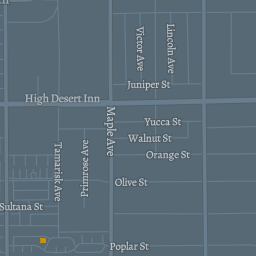 Victor Ave
Lincoln Ave
Juniper St
High Desert Inn
Maple Ave
Yucca St
Walnut St
Orange St
Tamarisk Ave
Primrose Ave
Olive St
Sultana St
Poplar St